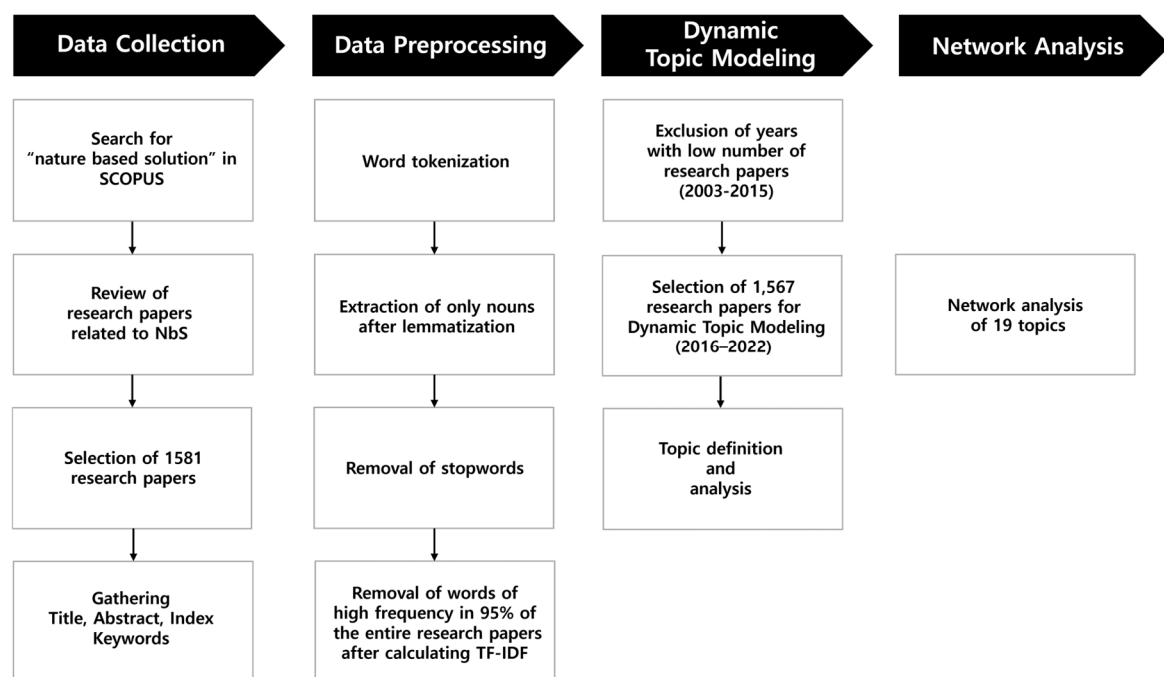 Data Collection
Search for
“nature based solution” in
SCOPUS
Review of
research papers
related to NbS
Selection of 1581
research papers
Gathering
Title, Abstract, Index
Keywords
Data Preprocessing
Word tokenization
Extraction of only nouns
after lemmatization
Removal of stopwords
Removal of words of
high frequency in 95% of
the entire research papers
after calculating TF-IDF
Dynamic
Topic Modeling
Exclusion of years
with low number of
research papers
(2003-2015)
Selection of 1,567
research papers for
Dynamic Topic Modeling
(2016–2022)
Topic definition
and
analysis
Network Analysis
Network analysis
of 19 topics